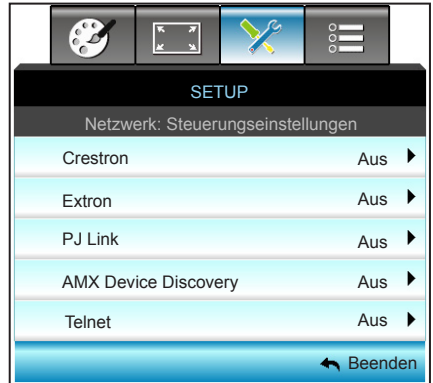 SETUP
Netzwerk: Steuerungseinstellungen
Crestron Aus
Extron Aus
PJ Link Aus
AMX Device Discovery Aus
Telnet Aus
Beenden